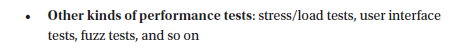 • Other kinds of performance tests: stress/load tests, user interface
tests, fuzz tests, and so on